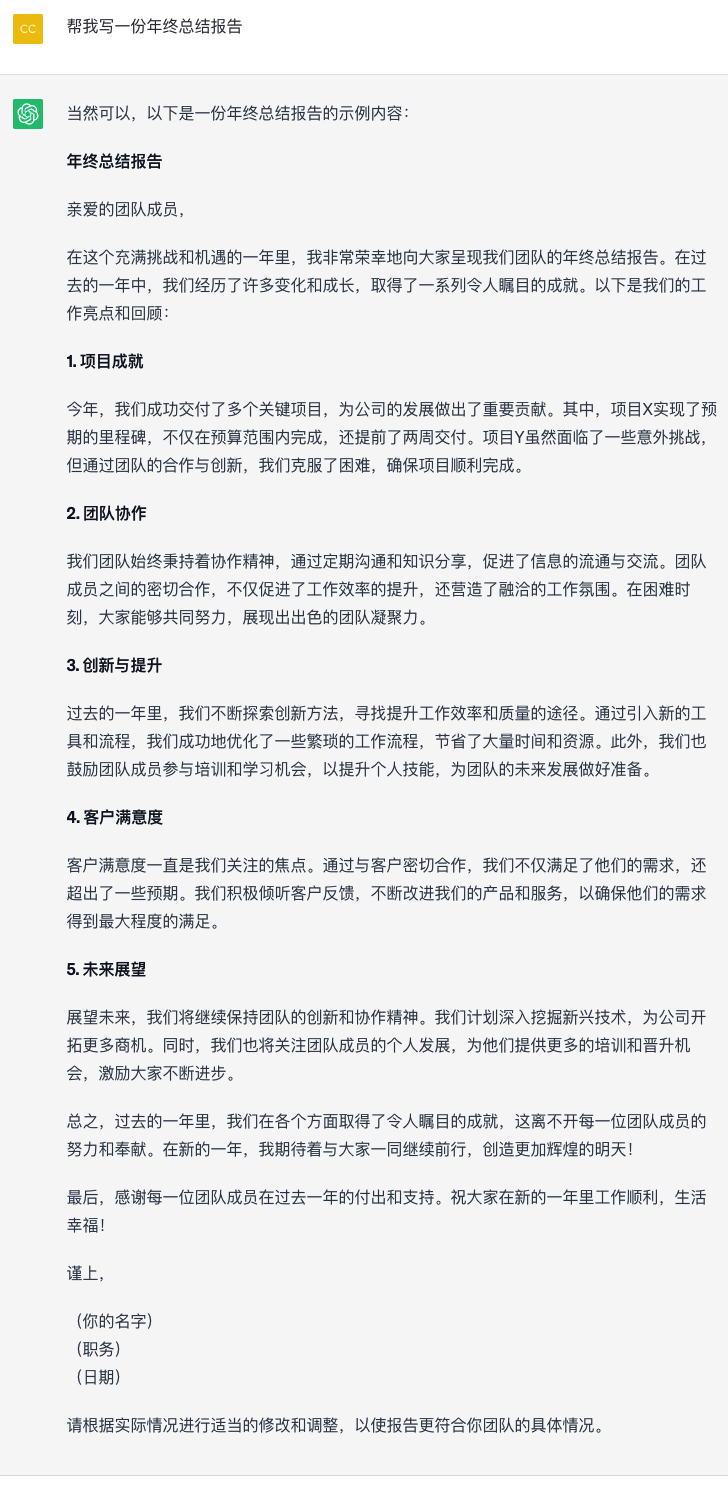 CC
帮我写一份年终总结报告
当然可以，以下是一份年终总结报告的示例内容：
年终总结报告
亲爱的团队成员，
在这个充满挑战和机遇的一年里，我非常荣幸地向大家呈现我们团队的年终总结报告。在过
去的一年中，我们经历了许多变化和成长，取得了一系列令人瞩目的成就。以下是我们的工
作亮点和回顾：
1. 项目成就
今年，我们成功交付了多个关键项目，为公司的发展做出了重要贡献。其中，项目X实现了预
期的里程碑，不仅在预算范围内完成，还提前了两周交付。项目Y虽然面临了一些意外挑战，
但通过团队的合作与创新，我们克服了困难，确保项目顺利完成。
2. 团队协作
我们团队始终秉持着协作精神，通过定期沟通和知识分享，促进了信息的流通与交流。团队
成员之间的密切合作，不仅促进了工作效率的提升，还营造了融洽的工作氛围。在困难时
刻，大家能够共同努力，展现出出色的团队凝聚力。
3. 创新与提升
过去的一年里，我们不断探索创新方法，寻找提升工作效率和质量的途径。通过引入新的工
具和流程，我们成功地优化了一些繁琐的工作流程，节省了大量时间和资源。此外，我们也
鼓励团队成员参与培训和学习机会，以提升个人技能，为团队的未来发展做好准备。
4. 客户满意度
客户满意度一直是我们关注的焦点。通过与客户密切合作，我们不仅满足了他们的需求，还
超出了一些预期。我们积极倾听客户反馈，不断改进我们的产品和服务，以确保他们的需求
得到最大程度的满足。
5. 未来展望
展望未来，我们将继续保持团队的创新和协作精神。我们计划深入挖掘新兴技术，为公司开
拓更多商机。同时，我们也将关注团队成员的个人发展，为他们提供更多的培训和晋升机
会，激励大家不断进步。
总之，过去的一年里，我们在各个方面取得了令人瞩目的成就，这离不开每一位团队成员的
努力和奉献。在新的一年，我期待着与大家一同继续前行，创造更加辉煌的明天！
最后，感谢每一位团队成员在过去一年的付出和支持。祝大家在新的一年里工作顺利，生活
幸福！
谨上，
（你的名字）
（职务）
（日期）
请根据实际情况进行适当的修改和调整，以使报告更符合你团队的具体情况。